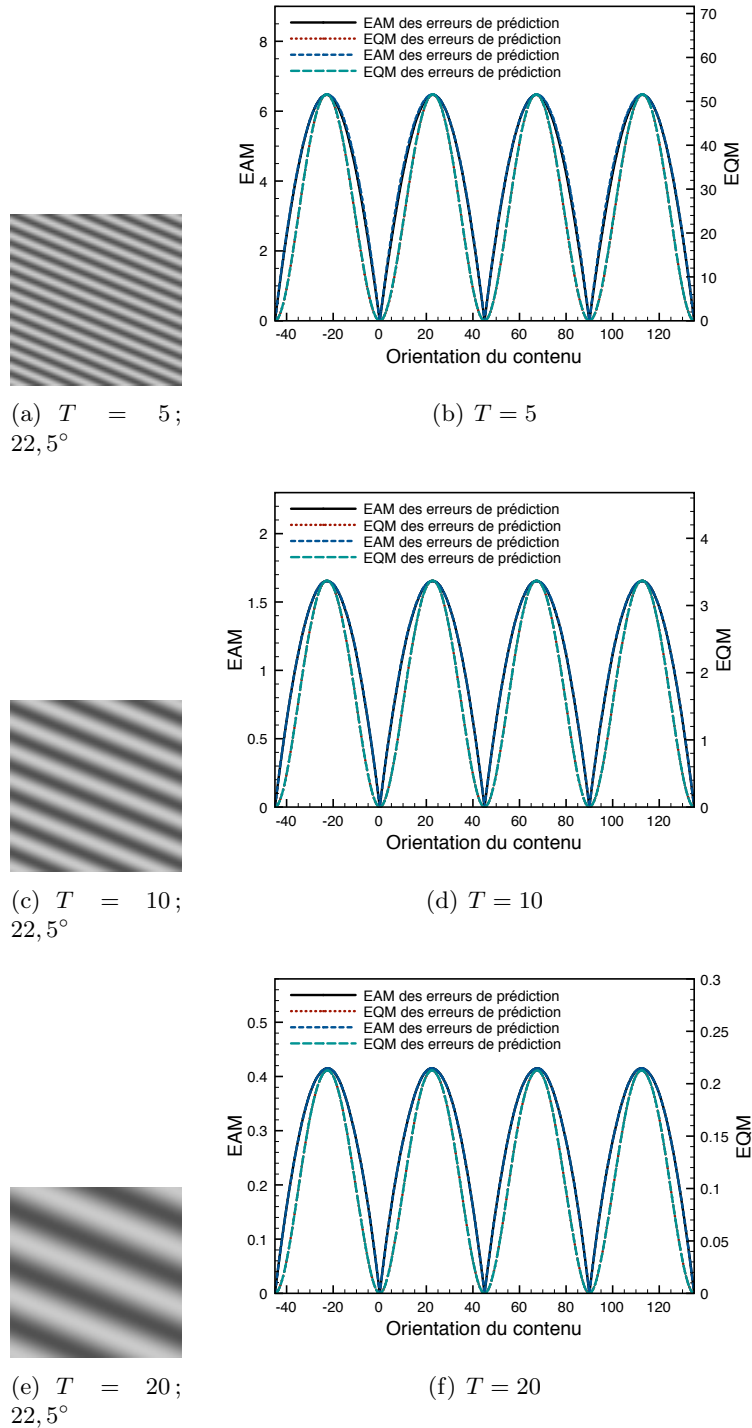 EAM des erreurs de prédiction
EQM des erreurs de prédiction
EAM des erreurs de prédiction
EQM des erreurs de prédiction
8
6
4
2
0
EAM
70
60
50
40
30
20
10
0
EQM
-40 -20 0 20 40 60 80 100 120
Orientation du contenu
(a) T = 5 ;
22, 5°
(b) T = 5
EAM des erreurs de prédiction
EQM des erreurs de prédiction
EAM des erreurs de prédiction
EQM des erreurs de prédiction
2
1.5
1
0.5
0
EAM
4
3
2
1
0
EQM
-40 -20 0 20 40 60 80 100 120
Orientation du contenu
(c) T = 10 ;
22, 5°
(d) T = 10
EAM des erreurs de prédiction
EQM des erreurs de prédiction
EAM des erreurs de prédiction
EQM des erreurs de prédiction
0.5
0.4
0.3
0.2
0.1
0
EAM
0.3
0.25
0.2
0.15
0.1
0.05
0
EQM
-40 -20 0 20 40 60 80 100 120
Orientation du contenu
(e) T = 20 ;
22, 5°
(f) T = 20